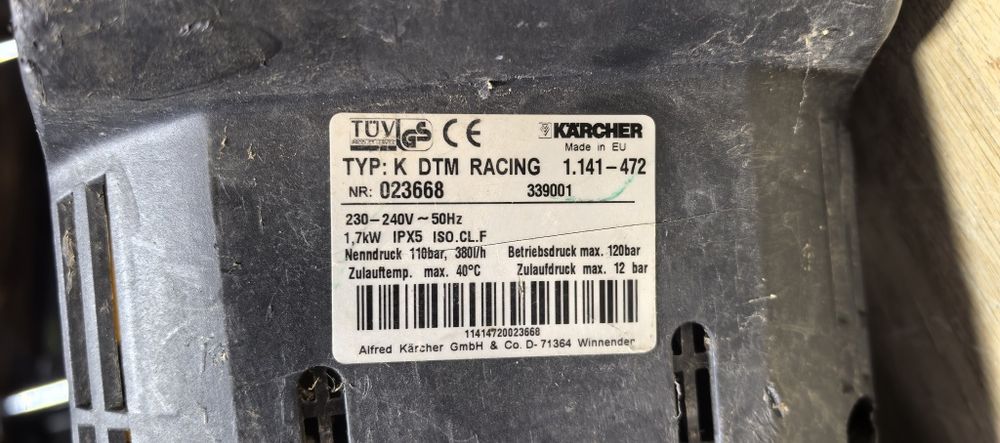 TÜV GS CE KÄRCHER
Made in EU
TYP: K DTM RACING 1.141-472
NR: 023668 339001
230-240V ~ 50Hz
1,7kW IPX5 ISO.CL.F
Nenndruck 110bar, 380l/h Betriebsdruck max. 120bar
Zulauftemp. max. 40°C Zulaufdruck max. 12 bar
11414720023668
Alfred Kärcher GmbH & Co. D-71364 Winnenden